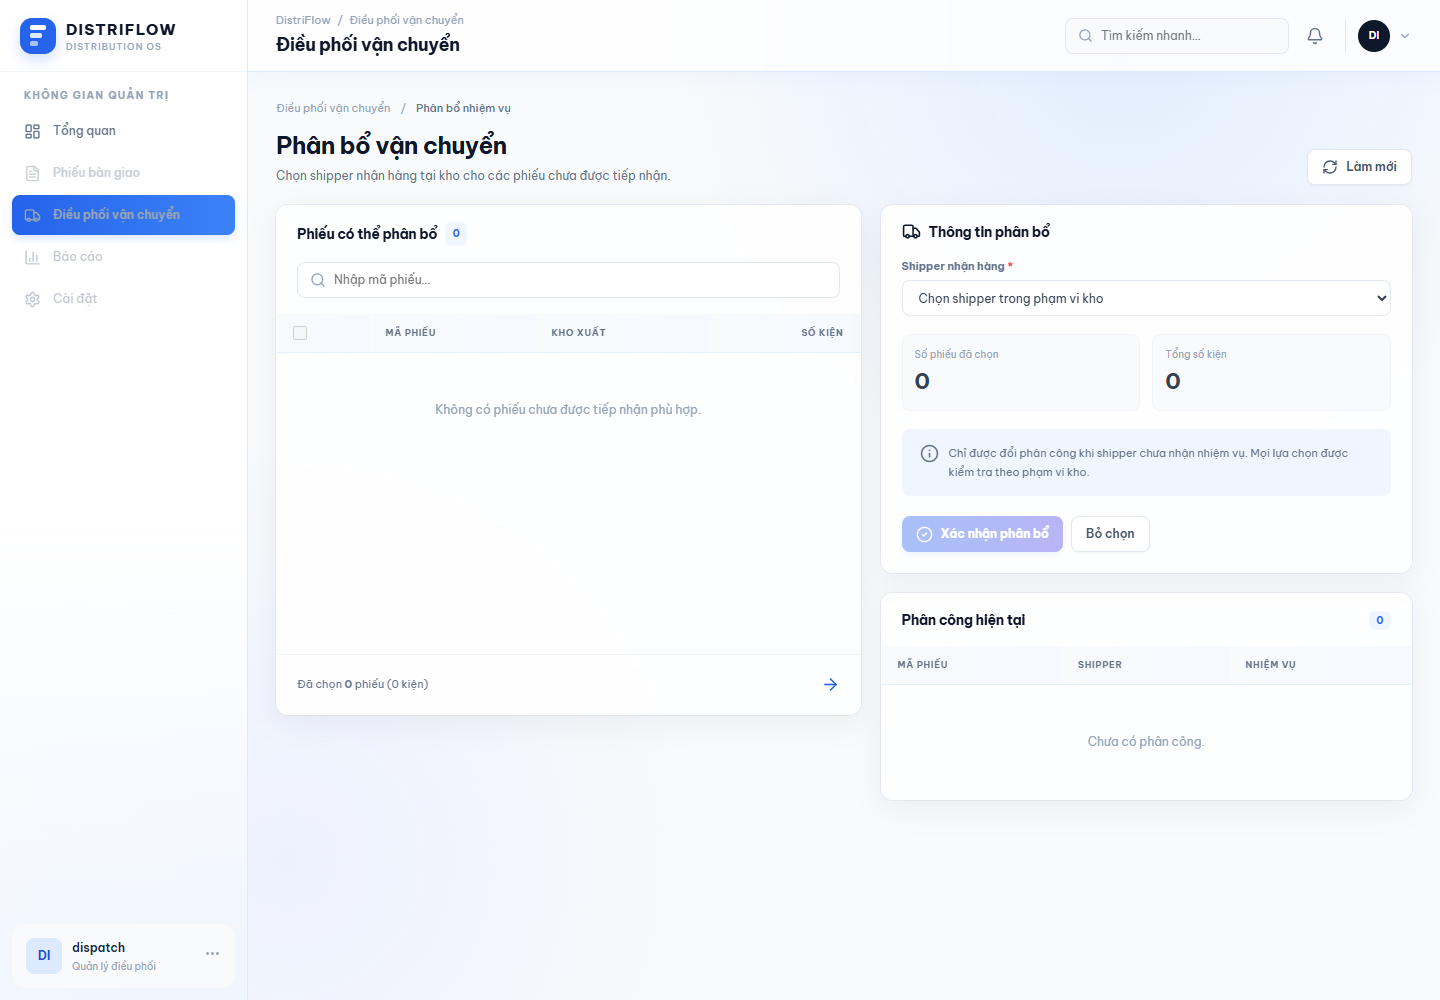 DISTRIFLOW
DISTRIBUTION OS
KHÔNG GIAN QUẢN TRỊ
Tổng quan
Phiếu bàn giao
Điều phối vận chuyển
Báo cáo
Cài đặt
DI
dispatch
Quản lý điều phối
DistriFlow / Điều phối vận chuyển
Điều phối vận chuyển
Tìm kiếm nhanh...
DI
Điều phối vận chuyển / Phân bổ nhiệm vụ
Phân bổ vận chuyển
Chọn shipper nhận hàng tại kho cho các phiếu chưa được tiếp nhận.
Làm mới
Phiếu có thể phân bổ 0
Nhập mã phiếu...
MÃ PHIẾU KHO XUẤT SỐ KIỆN
Không có phiếu chưa được tiếp nhận phù hợp.
Đã chọn 0 phiếu (0 kiện)
Thông tin phân bổ
Shipper nhận hàng *
Chọn shipper trong phạm vi kho
Số phiếu đã chọn
0
Tổng số kiện
0
Chỉ được đổi phân công khi shipper chưa nhận nhiệm vụ. Mọi lựa chọn được
kiểm tra theo phạm vi kho.
Xác nhận phân bổ
Bỏ chọn
Phân công hiện tại 0
MÃ PHIẾU SHIPPER NHIỆM VỤ
Chưa có phân công.